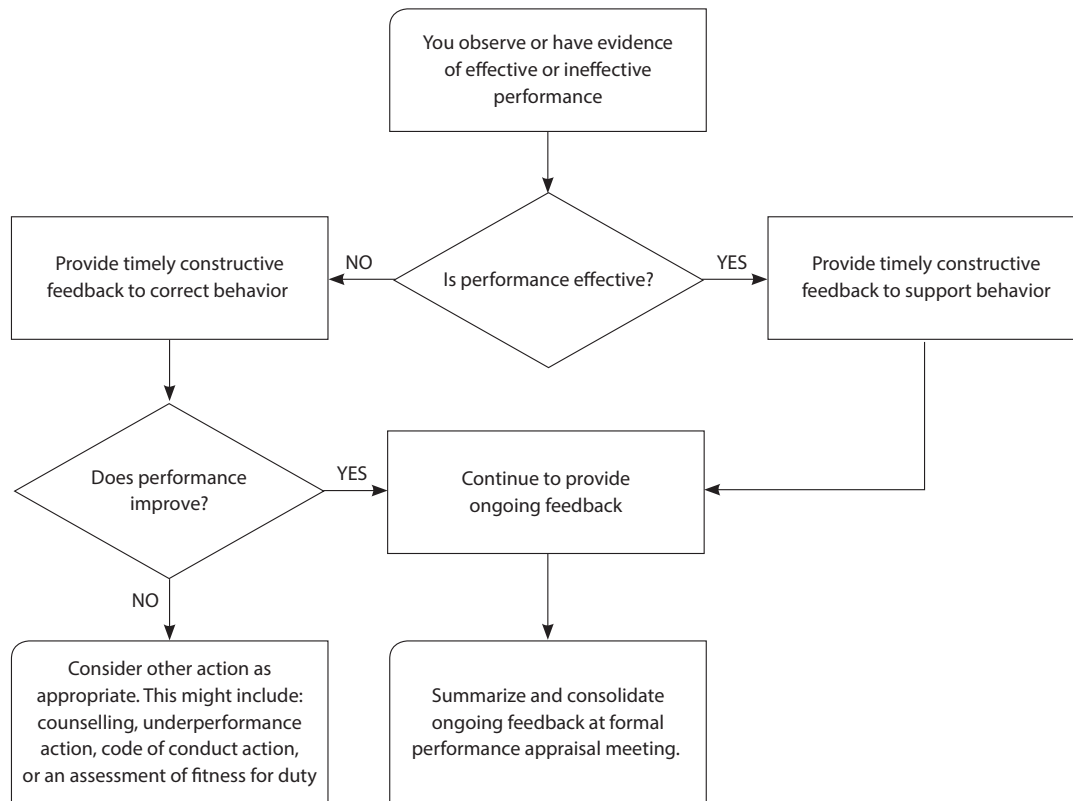 You observe or have evidence
of effective or ineffective
performance
Is performance effective?
NO
YES
Provide timely constructive
feedback to correct behavior
Provide timely constructive
feedback to support behavior
Does performance
improve?
YES
NO
Continue to provide
ongoing feedback
Consider other action as
appropriate. This might include:
counselling, underperformance
action, code of conduct action,
or an assessment of fitness for duty
Summarize and consolidate
ongoing feedback at formal
performance appraisal meeting.